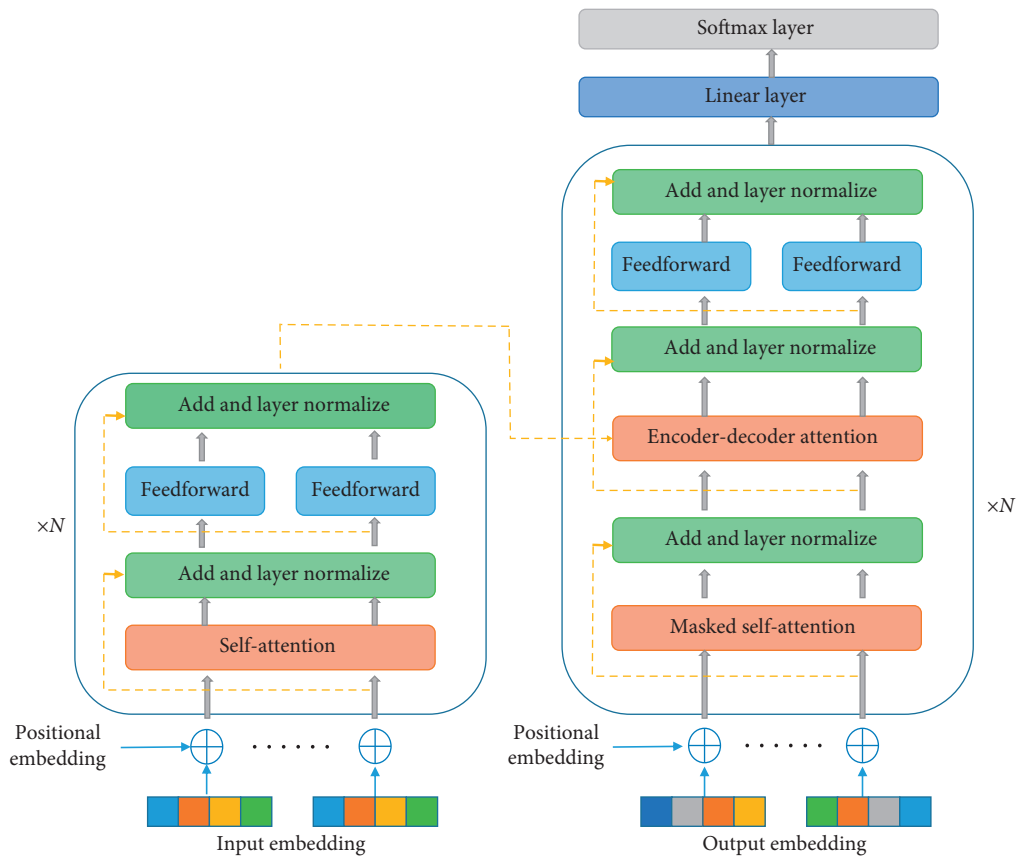 Softmax layer
Linear layer
Add and layer normalize
Feedforward
Feedforward
Add and layer normalize
Encoder-decoder attention
Add and layer normalize
Masked self-attention
×N
Positional
embedding
Output embedding
Add and layer normalize
Feedforward
Feedforward
×N
Add and layer normalize
Self-attention
Positional
embedding
Input embedding